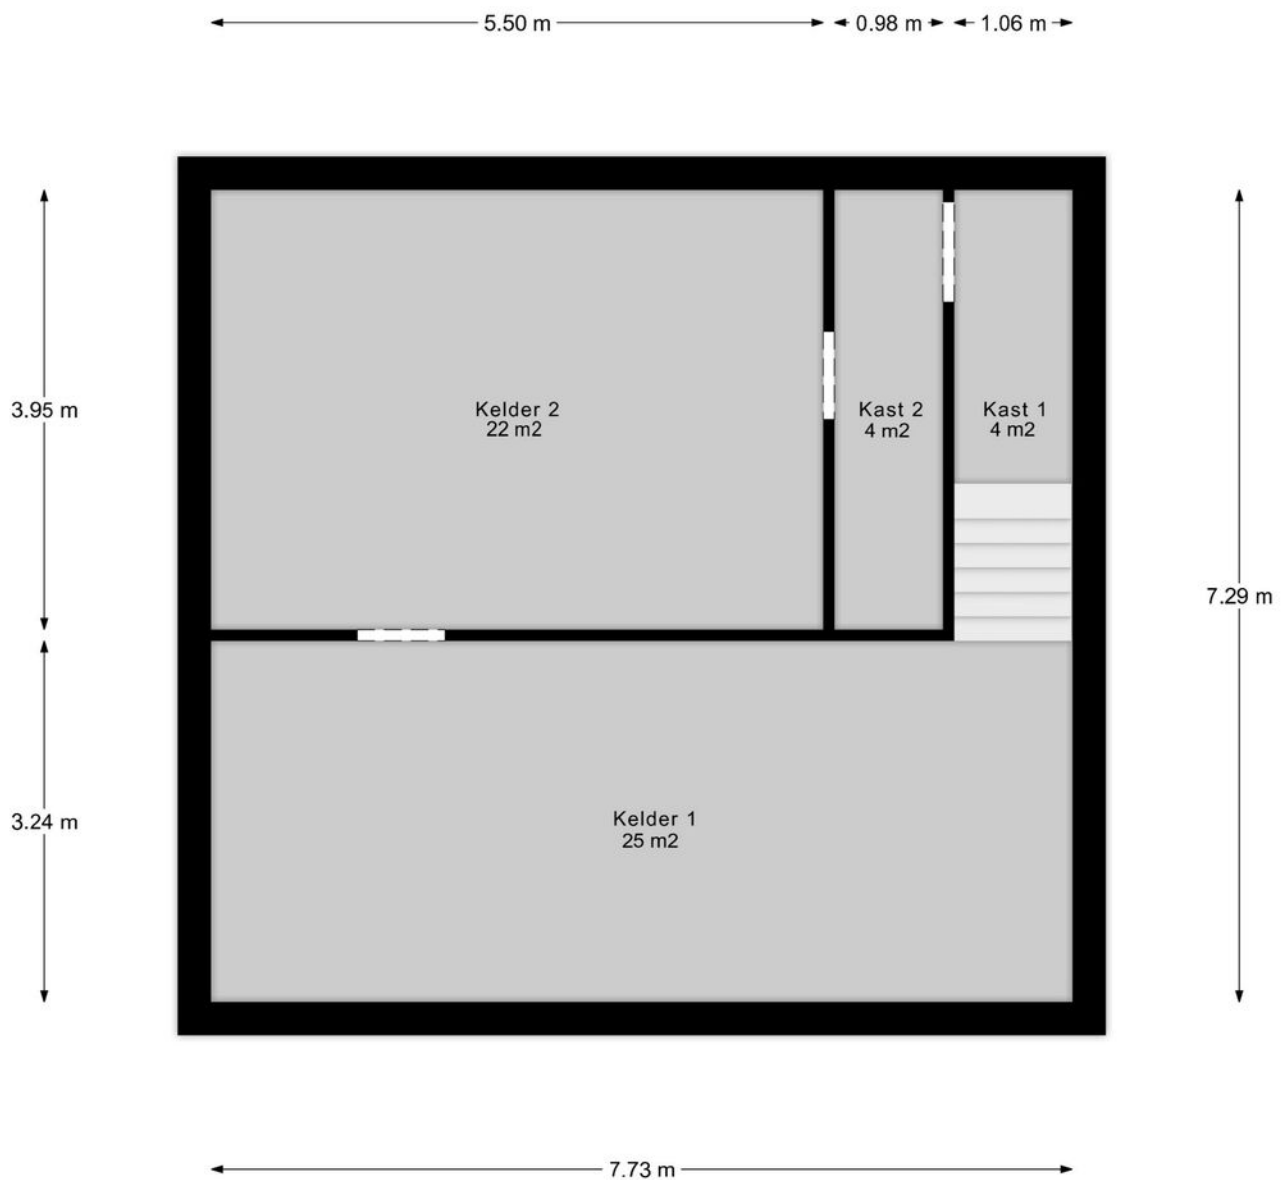 5.50 m
0.98 m
1.06 m
3.95 m
Kelder 2
22 m2
Kast 2
4 m2
Kast 1
4 m2
7.29 m
3.24 m
Kelder 1
25 m2
7.73 m